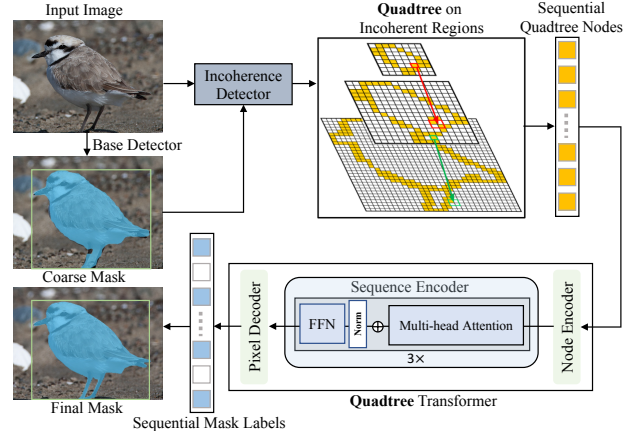 Input Image
Base Detector
Coarse Mask
Incoherence
Detector
Quadtree on
Incoherent Regions
Sequential
Quadtree Nodes
Final Mask
Sequential Mask Labels
Pixel Decoder
Sequence Encoder
FFN
Norm
Multi-head Attention
3×
Node Encoder
Quadtree Transformer